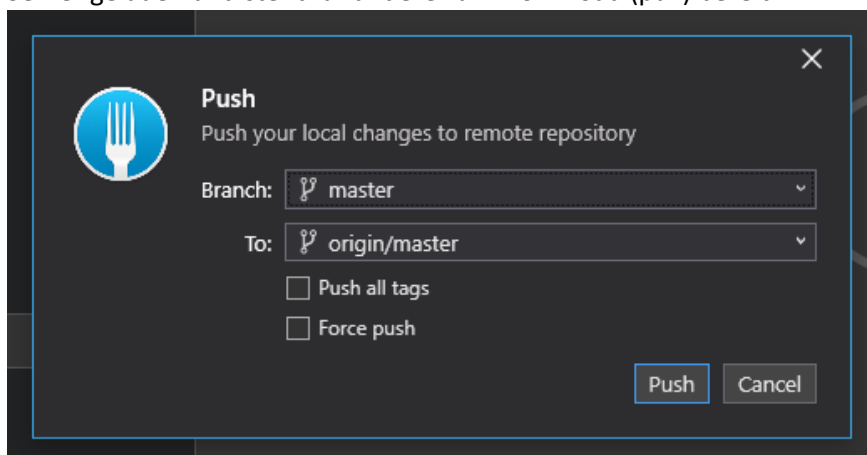 Push
Push your local changes to remote repository
Branch: master
To: origin/master
Push all tags
Force push
Push Cancel